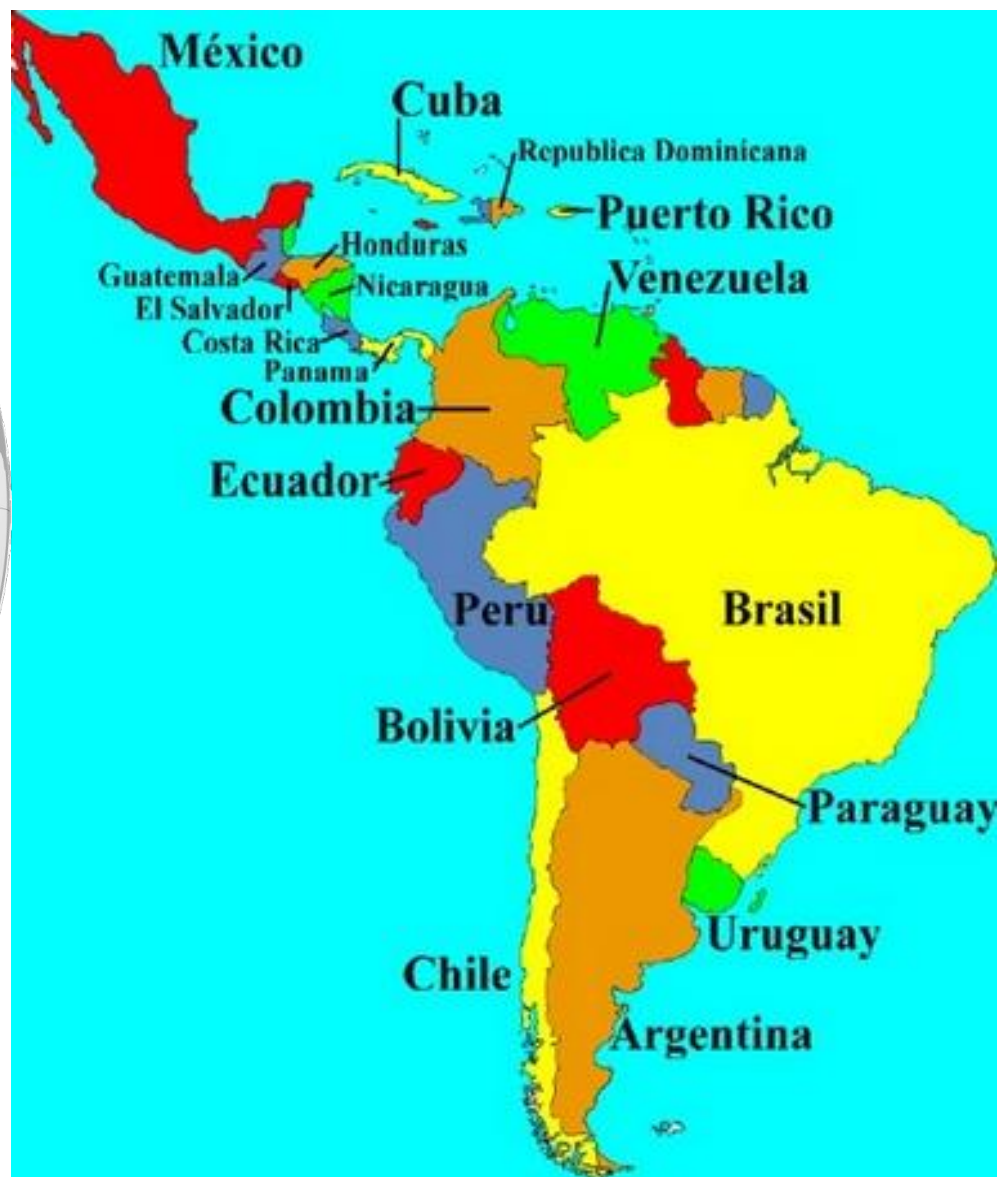 México
Cuba
Republica Dominicana
Puerto Rico
Honduras
Guatemala
Venezuela
Nicaragua
El Salvador
Costa Rica
Panama
Colombia
Ecuador
Peru
Brasil
Bolivia
Paraguay
Uruguay
Chile
Argentina